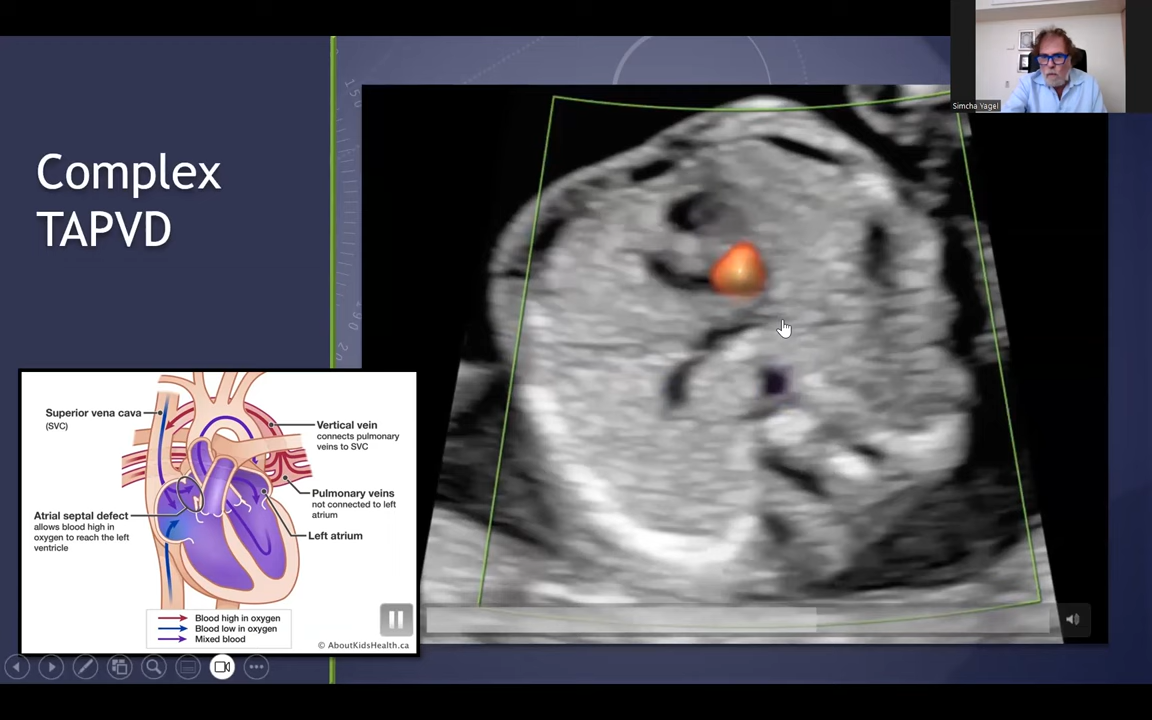 Simcha Yagel
Complex
TAPVD
Superior vena cava
(SVC)
Vertical vein
connects pulmonary
veins to SVC
Pulmonary veins
not connected to left
atrium
Atrial septal defect
allows blood high in
oxygen to reach the left
ventricle
Left atrium
Blood high in oxygen
Blood low in oxygen
Mixed blood
© AboutKidsHealth.ca